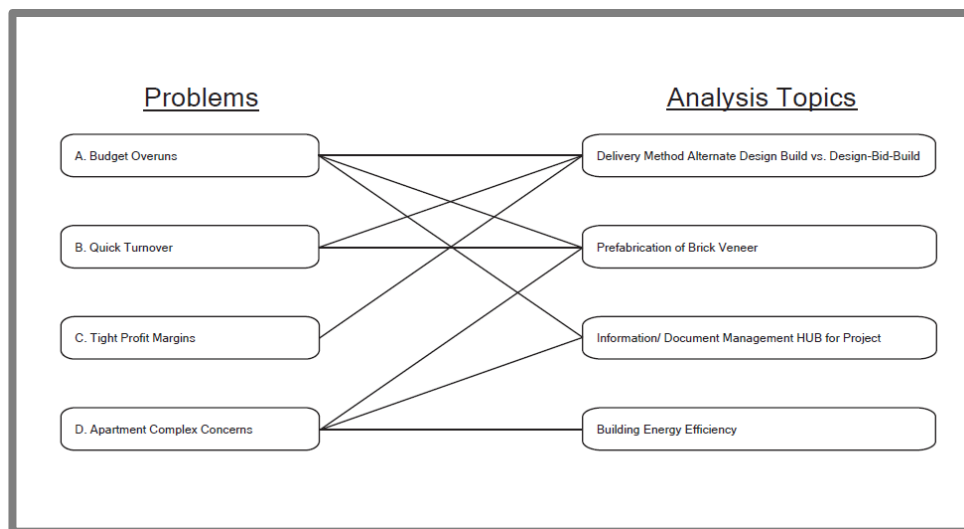 Problems
Analysis Topics
A. Budget Overuns
Delivery Method Alternate Design Build vs. Design-Bid-Build
B. Quick Turnover
Prefabrication of Brick Veneer
C. Tight Profit Margins
Information/ Document Management HUB for Project
D. Apartment Complex Concerns
Building Energy Efficiency